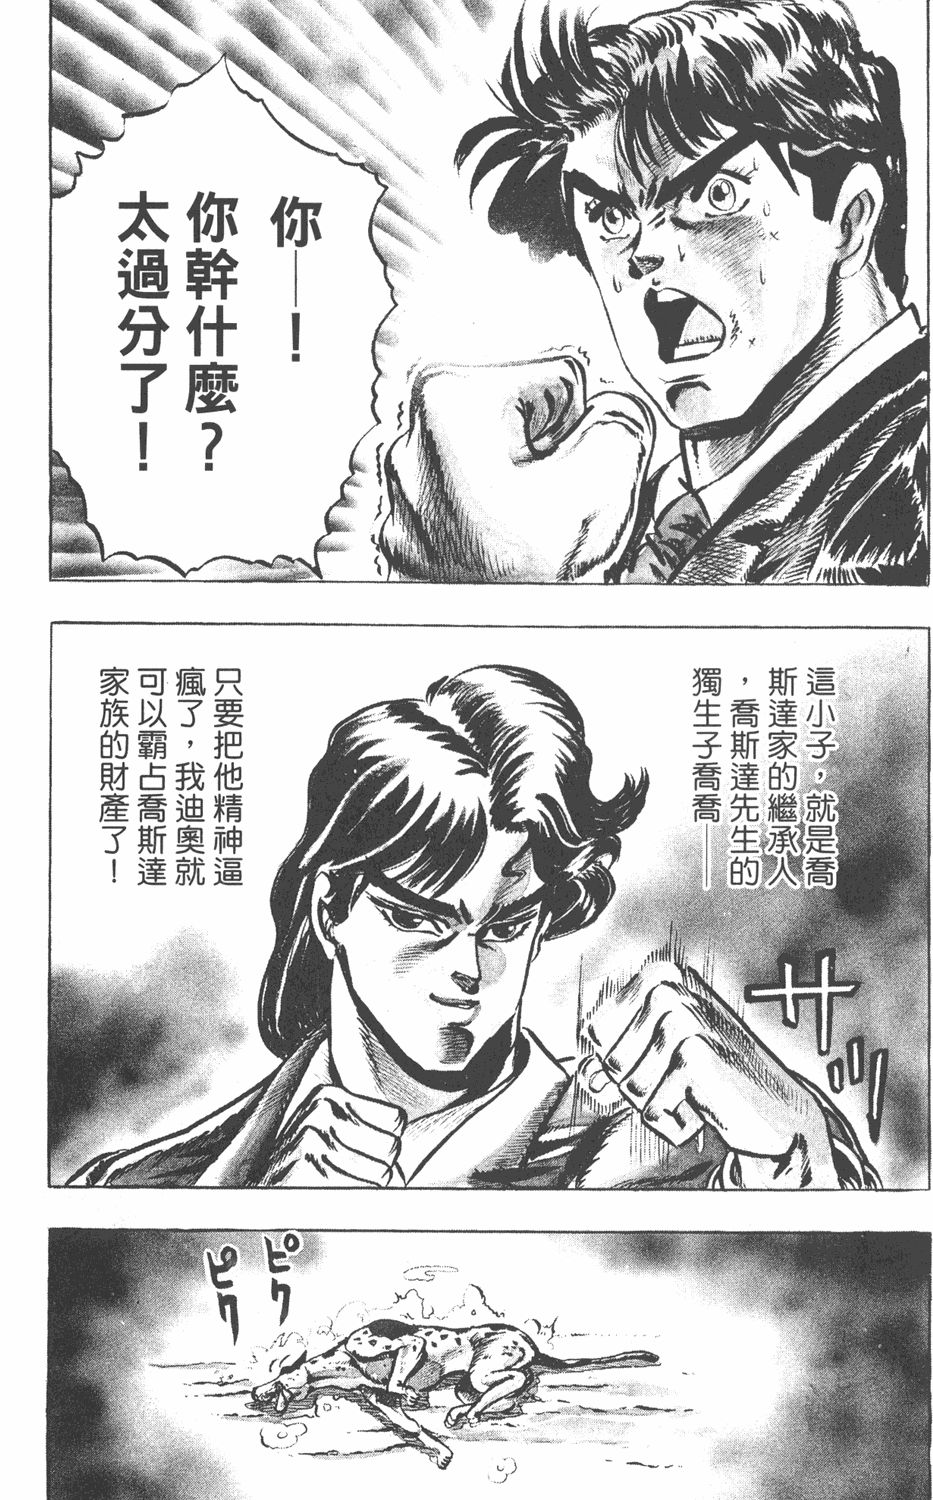 你──！
你幹什麼？
太過分了！
這小子，就是喬
斯達家的繼承人
，喬斯達先生的
獨生子喬喬──
只要把他精神逼
瘋了，我迪奧就
可以霸占喬斯達
家族的財產了！
サッ
ピク
ピク